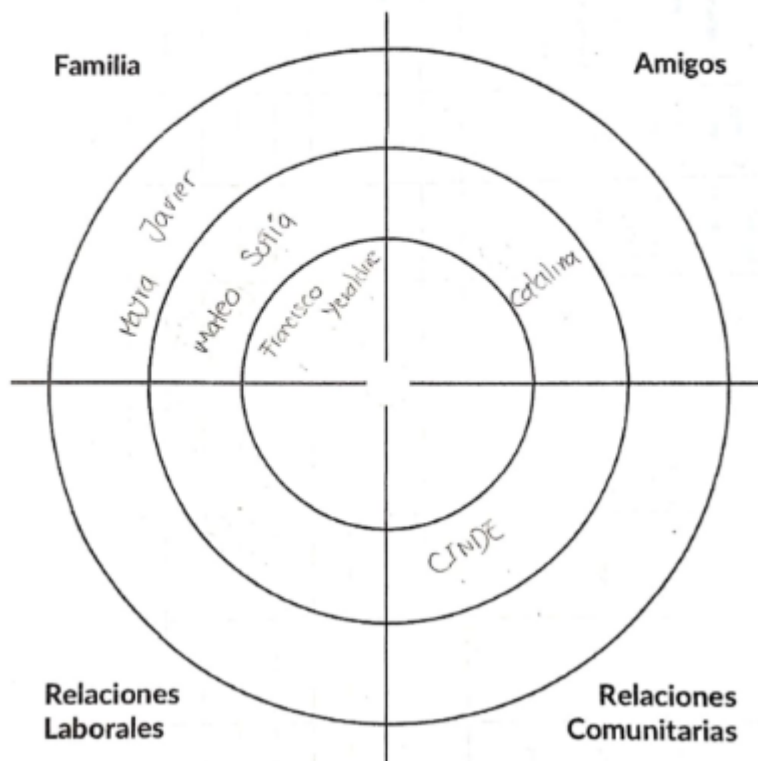 Familia
Amigos
Javier
Mayra
Sofía
Mateo
Yeraldine
Francisco
Catalina
CINDE
Relaciones
Laborales
Relaciones
Comunitarias